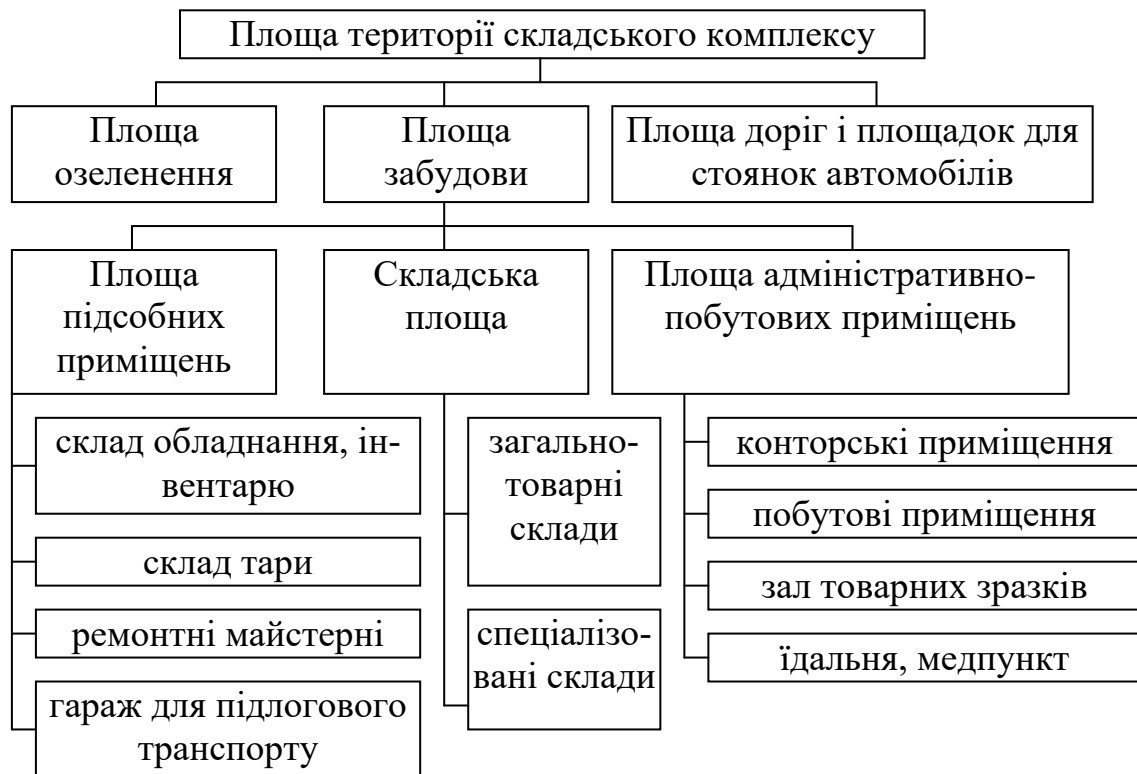 Площа території складського комплексу
Площа
озеленення
Площа
забудови
Площа доріг і площадок для
стоянок автомобілів
Площа
підсобних
приміщень
Складська
площа
Площа адміністративно-
побутових приміщень
склад обладнання, ін-
вентарю
склад тари
ремонтні майстерні
гараж для підлогового
транспорту
загально-
товарні
склади
спеціалізо-
вані склади
конторські приміщення
побутові приміщення
зал товарних зразків
їдальня, медпункт